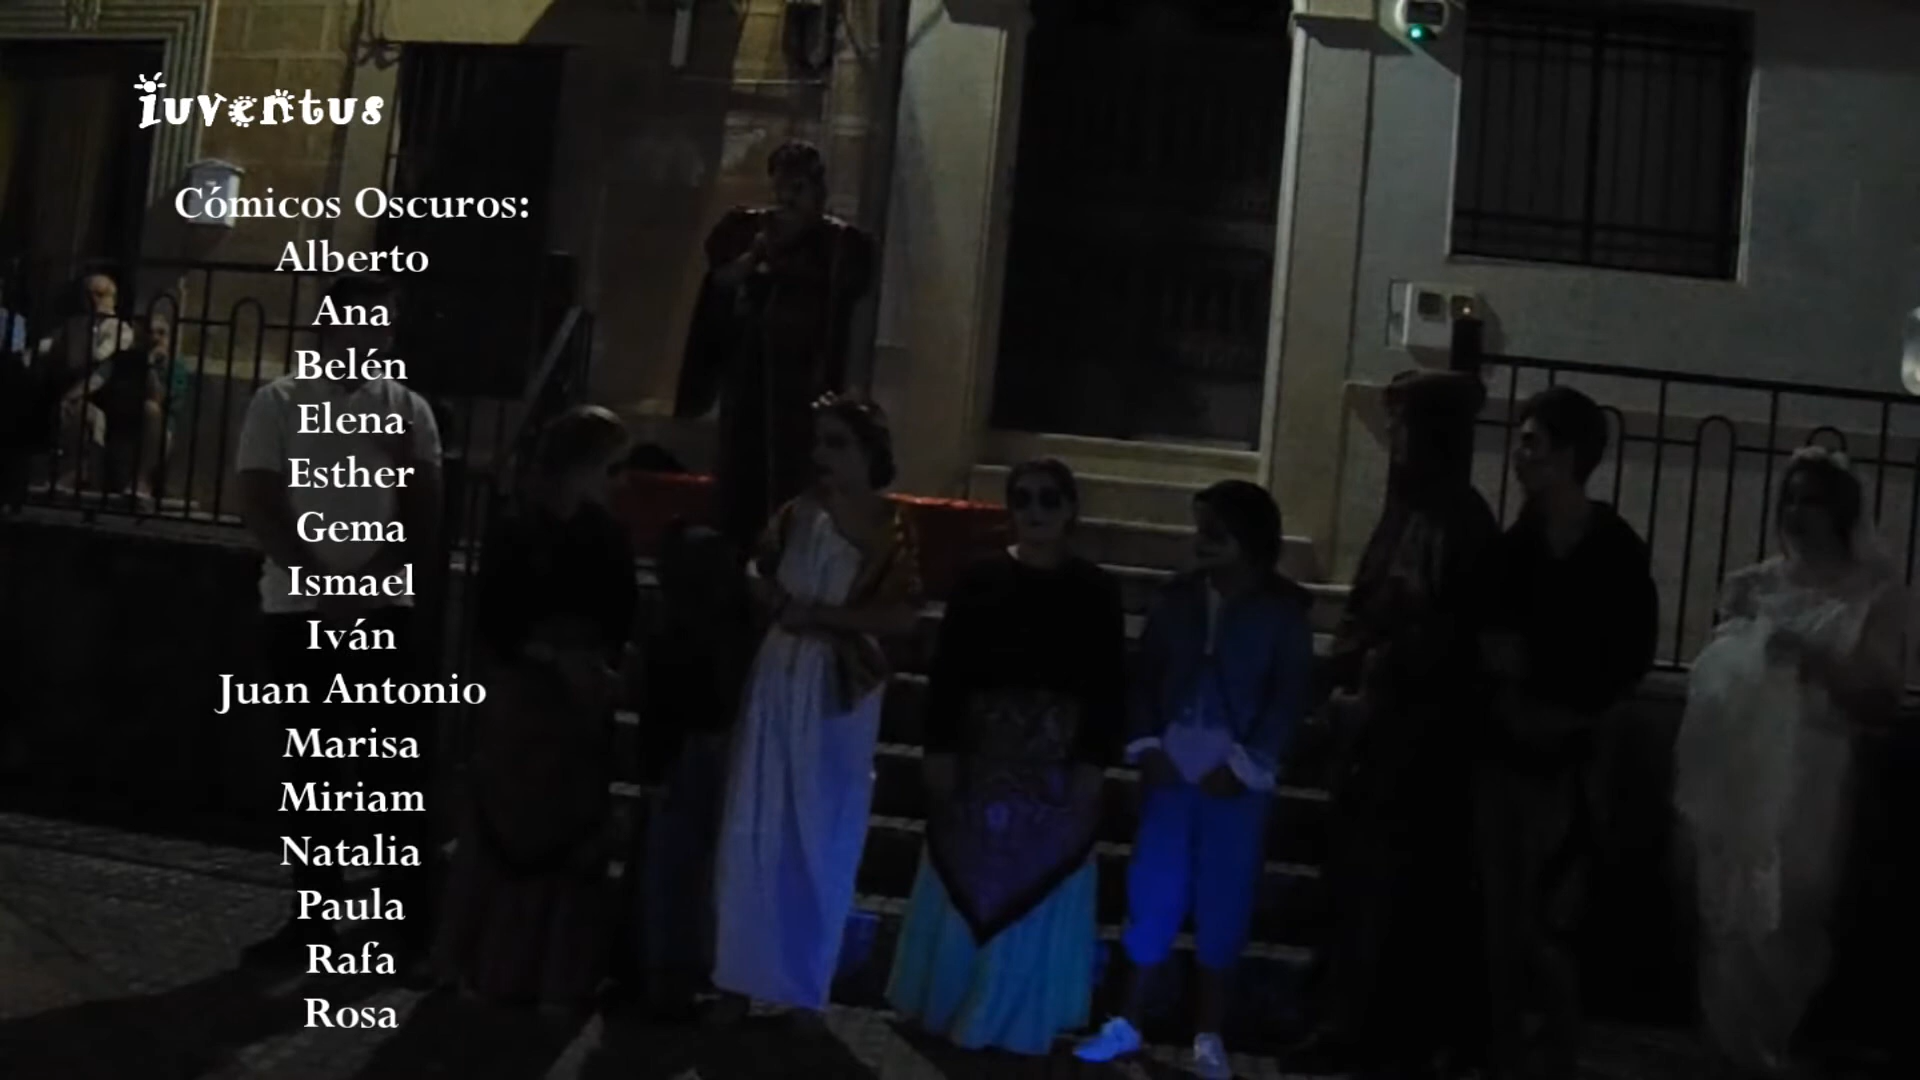 iuventus
Cómicos Oscuros:
Alberto
Ana
Belén
Elena
Esther
Gema
Ismael
Iván
Juan Antonio
Marisa
Miriam
Natalia
Paula
Rafa
Rosa